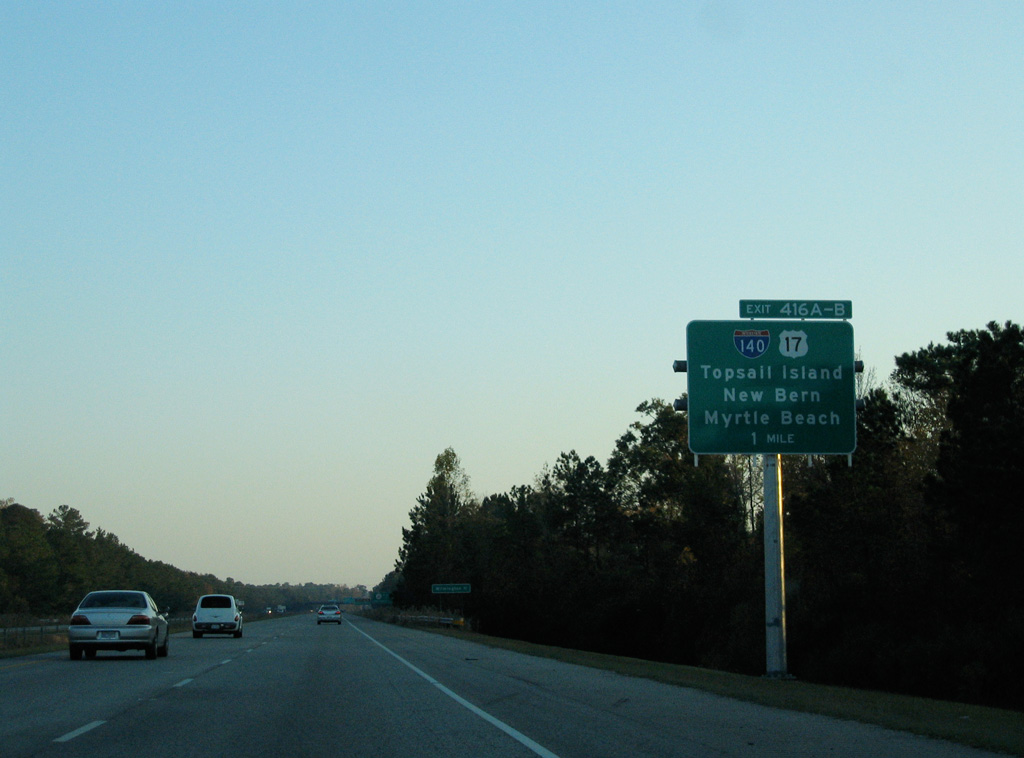 EXIT 416A-B
140 17
Topsail Island
New Bern
Myrtle Beach
1 MILE